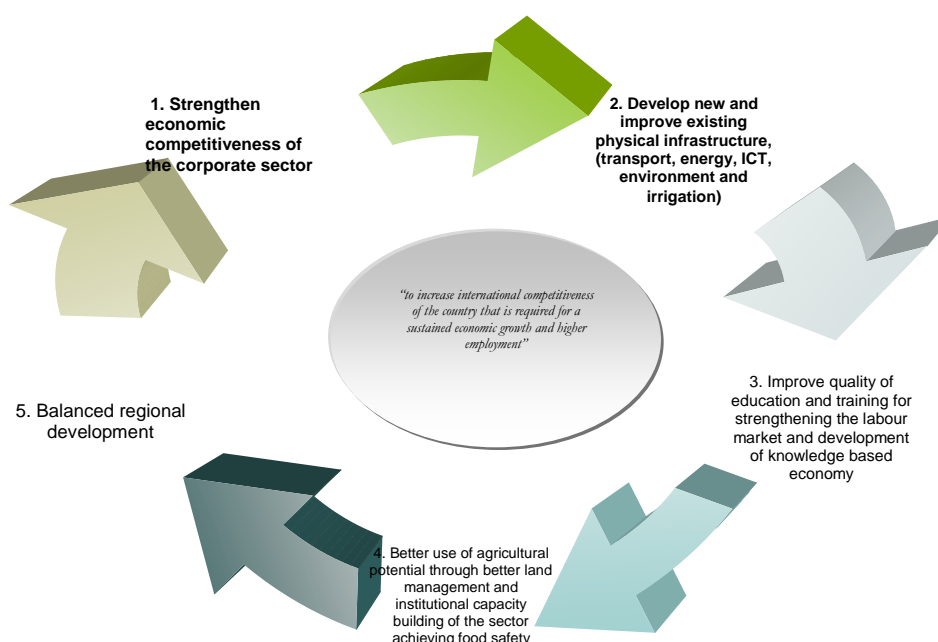 1. Strengthen
economic
competitiveness of
the corporate sector
2. Develop new and
improve existing
physical infrastructure,
(transport, energy, ICT,
environment and
irrigation)
“to increase international competitiveness
of the country that is required for a
sustained economic growth and higher
employment”
3. Improve quality of
education and training for
strengthening the labour
market and development
of knowledge based
economy
4. Better use of agricultural
potential through better land
management and
institutional capacity
building of the sector
achieving food safety
5. Balanced regional
development